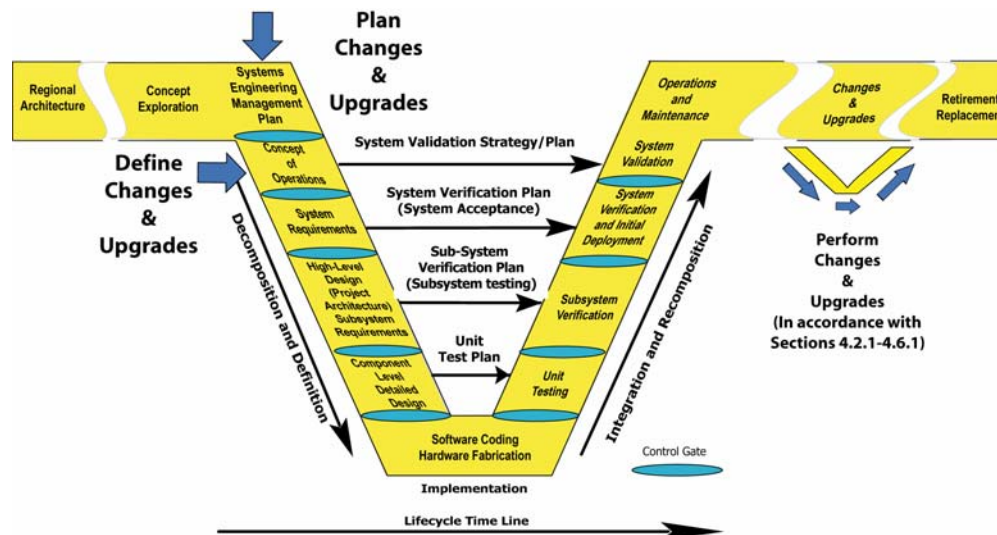 Plan
Changes
&
Upgrades
Regional
Architecture
Concept
Exploration
Systems
Engineering
Management
Plan
Operations
and
Maintenance
Changes
&
Upgrades
Retirement
Replacement
Define
Changes
&
Upgrades
Concept
of
Operations
System Validation Strategy/Plan
System
Validation
System
Requirements
System Verification Plan
(System Acceptance)
System
Verification
and Initial
Deployment
High-Level
Design
(Project
Architecture)
Subsystem
Requirements
Sub-System
Verification Plan
(Subsystem testing)
Subsystem
Verification
Component
Level
Detailed
Design
Unit
Test Plan
Unit
Testing
Decomposition and Definition
Integration and Recomposition
Perform
Changes
&
Upgrades
(In accordance with
Sections 4.2.1-4.6.1)
Software Coding
Hardware Fabrication
Control Gate
Implementation
Lifecycle Time Line